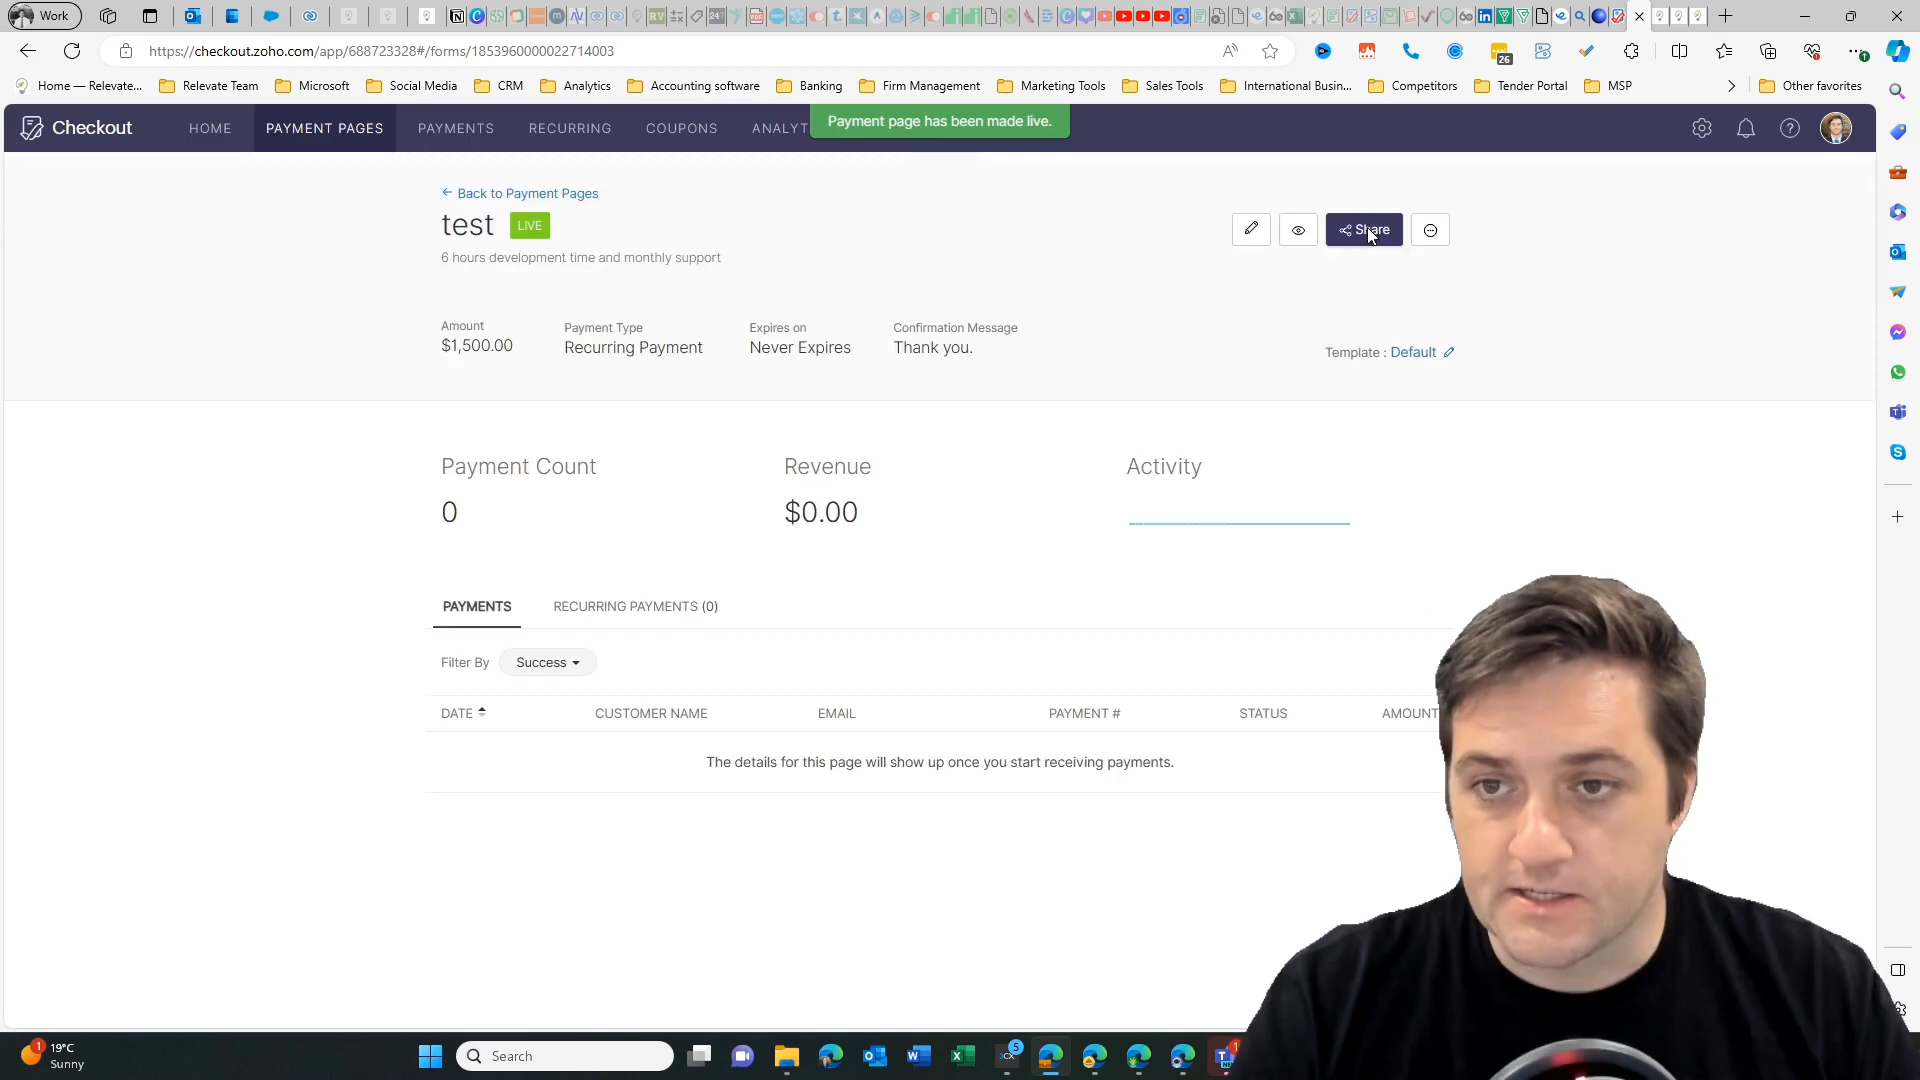 Work
https://checkout.zoho.com/app/688723328#/forms/1853960000022714003
26
Home — Relevate...
Relevate Team
Microsoft
Social Media
CRM
Analytics
Accounting software
Banking
Firm Management
Marketing Tools
Sales Tools
International Busin...
Competitors
Tender Portal
MSP
Other favorites
Checkout
HOME
PAYMENT PAGES
PAYMENTS
RECURRING
COUPONS
ANALYT
Payment page has been made live.
← Back to Payment Pages
test LIVE
Share
6 hours development time and monthly support
Amount
$1,500.00
Payment Type
Recurring Payment
Expires on
Never Expires
Confirmation Message
Thank you.
Template : Default
Payment Count
0
Revenue
$0.00
Activity
PAYMENTS
RECURRING PAYMENTS (0)
Filter By
Success
DATE
CUSTOMER NAME
EMAIL
PAYMENT #
STATUS
AMOUNT
The details for this page will show up once you start receiving payments.
1
19°C
Sunny
Search
5
1